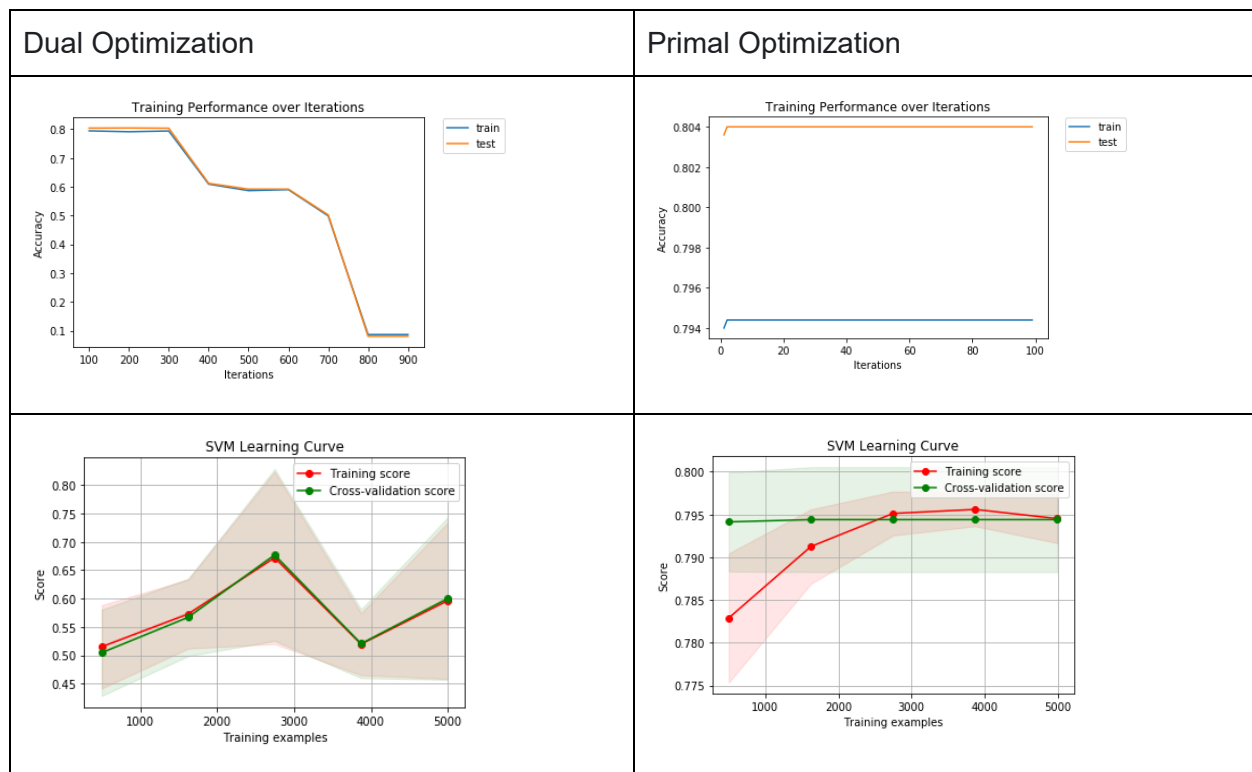 Dual Optimization
Primal Optimization
Training Performance over Iterations
0.8
0.7
0.6
0.5
0.4
0.3
0.2
0.1
Accuracy
100 200 300 400 500 600 700 800 900
Iterations
train
test
Training Performance over Iterations
0.804
0.802
0.800
0.798
0.796
0.794
Accuracy
0 20 40 60 80 100
Iterations
train
test
SVM Learning Curve
Training score
Cross-validation score
0.80
0.75
0.70
0.65
0.60
0.55
0.50
0.45
Score
1000 2000 3000 4000 5000
Training examples
SVM Learning Curve
Training score
Cross-validation score
0.800
0.795
0.790
0.785
0.780
0.775
Score
1000 2000 3000 4000 5000
Training examples